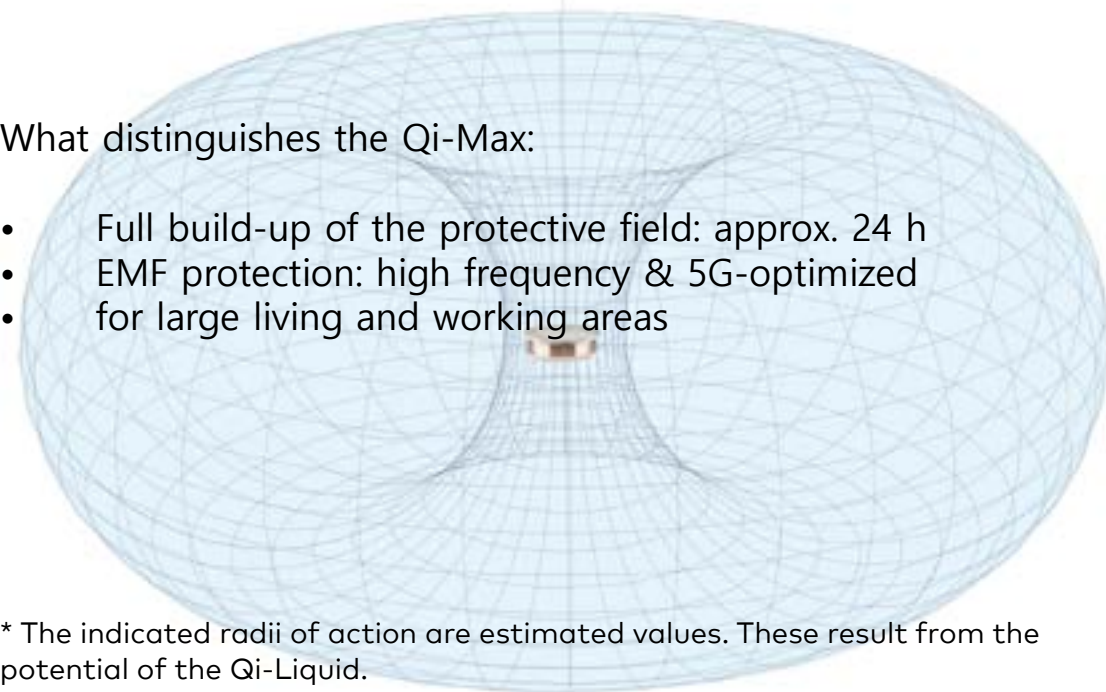 What distinguishes the Qi-Max:
• Full build-up of the protective field: approx. 24 h
• EMF protection: high frequency & 5G-optimized
• for large living and working areas
* The indicated radii of action are estimated values. These result from the
potential of the Qi-Liquid.